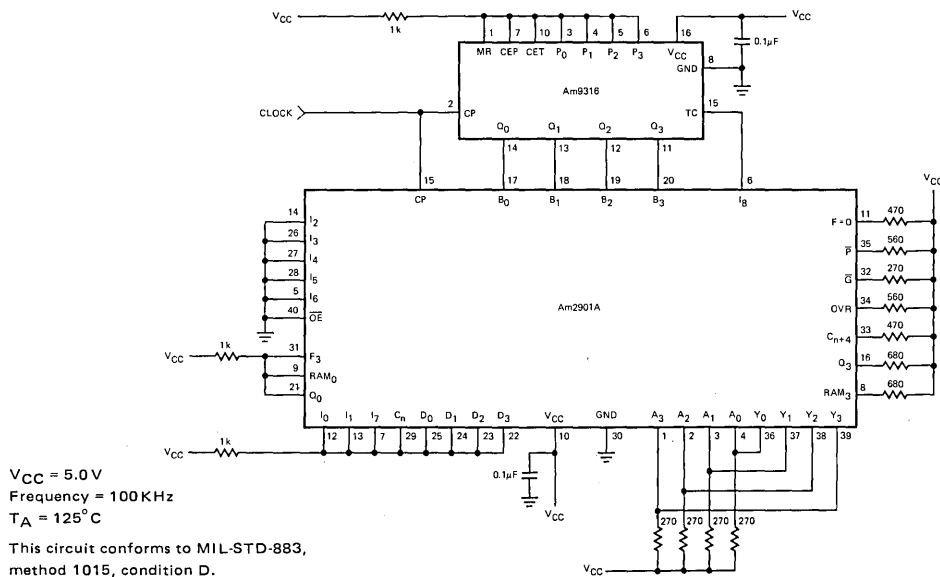 VCC 1k VCC
1 7 10 3 4 5 6 16
MR CEP CET P0 P1 P2 P3 VCC
0.1μF
GND 8
Am9316
CLOCK 2 CP TC 15
Q0 Q1 Q2 Q3
14 13 12 11
15 17 18 19 20 6
CP B0 B1 B2 B3 I8
VCC
14 I2
26 I3
27 I4
28 I5
5 I6
40 OE
Am2901A
F=0 11 470
P 35 560
G 32 270
OVR 34 560
Cn+4 33 470
Q3 16 680
RAM3 8 680
VCC 1k
31 F3
9 RAM0
21 Q0
I0 I1 I7 Cn D0 D1 D2 D3 VCC GND A3 A2 A1 A0 Y0 Y1 Y2 Y3
12 13 7 29 25 24 23 22 10 30 1 2 3 4 36 37 38 39
VCC 1k
0.1μF
VCC
270 270 270 270
VCC
VCC = 5.0V
Frequency = 100KHz
TA = 125°C
This circuit conforms to MIL-STD-883,
method 1015, condition D.